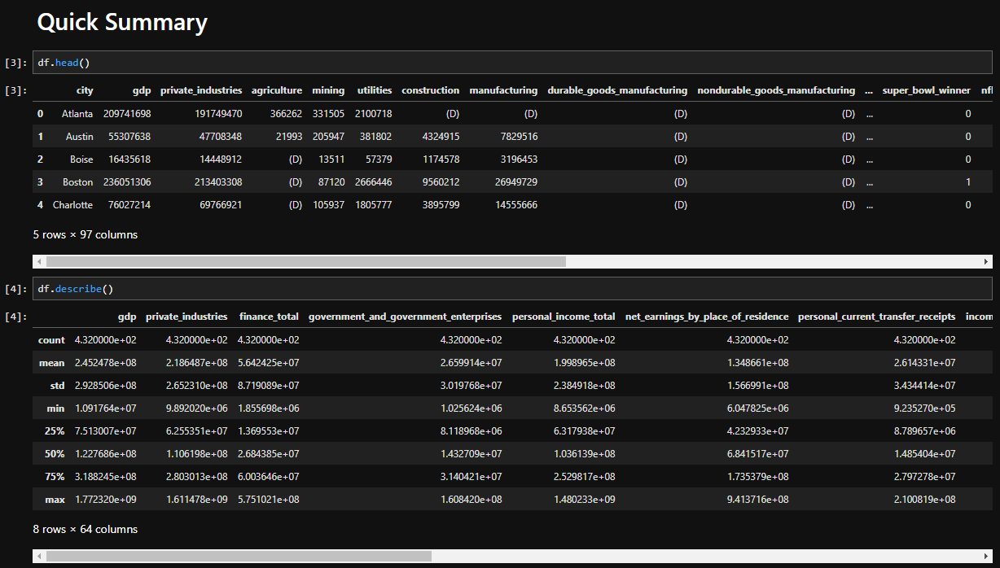 Quick Summary
[3]: df.head()
[3]: city gdp private_industries agriculture mining utilities construction manufacturing durable_goods_manufacturing nondurable_goods_manufacturing ... super_bowl_winner nfl
0 Atlanta 209741698 191749470 366262 331505 2100718 (D) (D) (D) (D) ... 0
1 Austin 55307638 47708348 21993 205947 381802 4324915 7829516 (D) (D) ... 0
2 Boise 16435618 14448912 (D) 13511 57379 1174578 3196453 (D) (D) ... 0
3 Boston 236051306 213403308 (D) 87120 2666446 9560212 26949729 (D) (D) ... 1
4 Charlotte 76027214 69766921 (D) 105937 1805777 3895799 14555666 (D) (D) ... 0
5 rows × 97 columns
[4]: df.describe()
[4]: gdp private_industries finance_total government_and_government_enterprises personal_income_total net_earnings_by_place_of_residence personal_current_transfer_receipts incom
count 4.320000e+02 4.320000e+02 4.320000e+02 4.320000e+02 4.320000e+02 4.320000e+02 4.320000e+02
mean 2.452478e+08 2.186487e+08 5.642425e+07 2.659914e+07 1.998965e+08 1.348661e+08 2.614331e+07
std 2.928506e+08 2.652310e+08 8.719089e+07 3.019768e+07 2.384918e+08 1.566991e+08 3.434414e+07
min 1.091764e+07 9.892020e+06 1.855698e+06 1.025624e+06 8.653562e+06 6.047825e+06 9.235270e+05
25% 7.513007e+07 6.255351e+07 1.369553e+07 8.118968e+06 6.317938e+07 4.232933e+07 8.789657e+06
50% 1.227686e+08 1.106198e+08 2.684385e+07 1.432709e+07 1.036139e+08 6.841517e+07 1.485404e+07
75% 3.188245e+08 2.803013e+08 6.003646e+07 3.140421e+07 2.529817e+08 1.735379e+08 2.797278e+07
max 1.772320e+09 1.611478e+09 5.751021e+08 1.608420e+08 1.480233e+09 9.413716e+08 2.100819e+08
8 rows × 64 columns